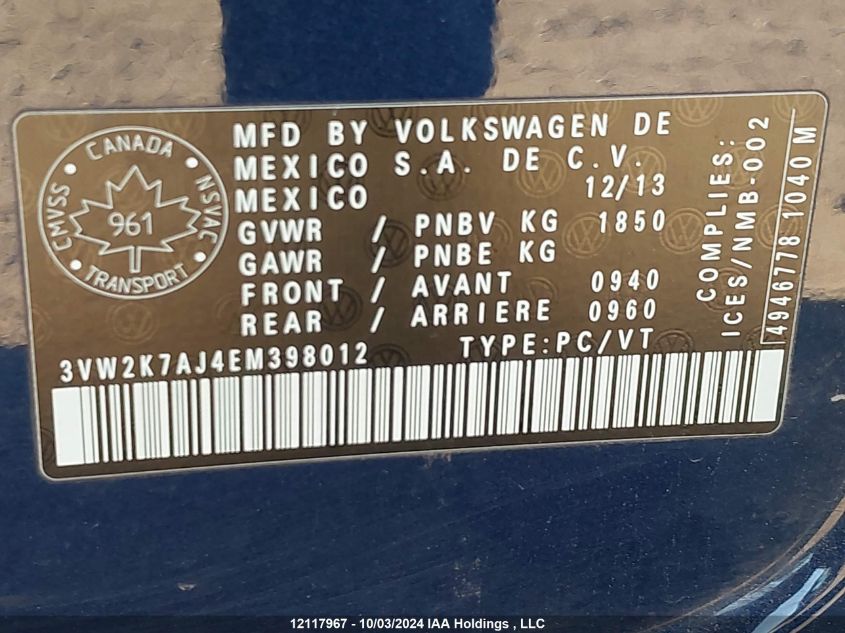 CANADA
CMVSS
NSVAC
961
TRANSPORT
MFD BY VOLKSWAGEN DE
MEXICO S.A. DE C.V.
MEXICO 12/13
GVWR / PNBV KG 1850
GAWR / PNBE KG
FRONT / AVANT 0940
REAR / ARRIERE 0960
3VW2K7AJ4EM398012 TYPE:PC/VT
COMPLIES:
ICES/NMB-002
4946778 1040 M
12117967 - 10/03/2024 IAA Holdings , LLC